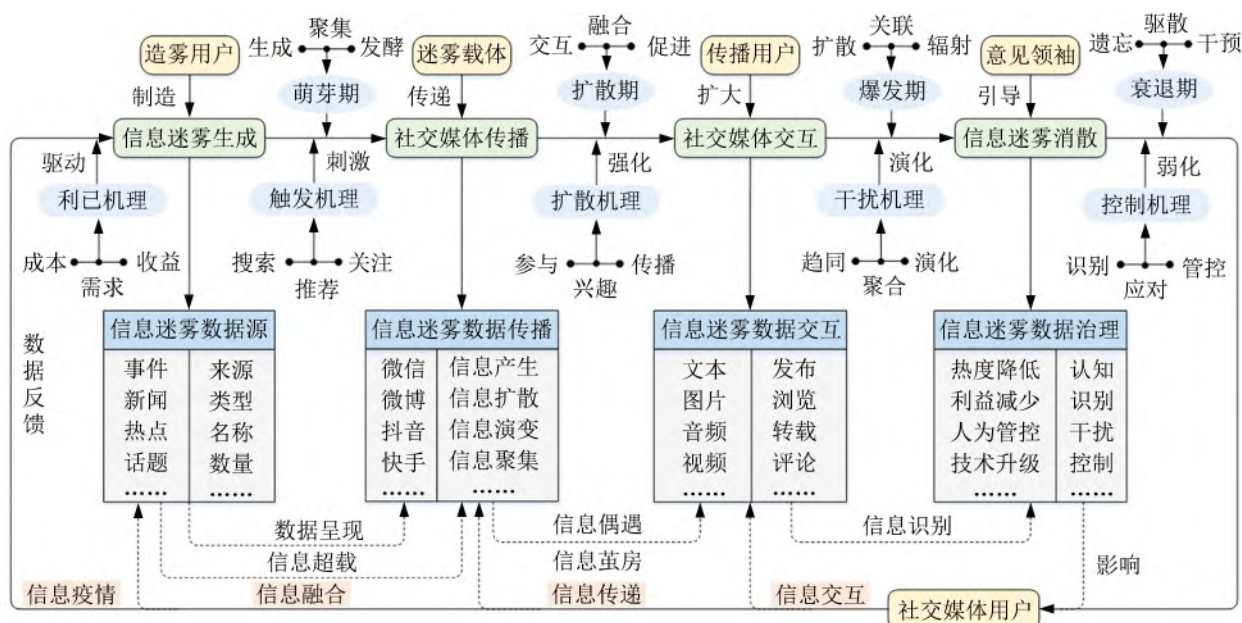 造雾用户
生成
聚集
发酵
萌芽期
制造
迷雾载体
交互
融合
促进
扩散期
传递
传播用户
扩散
关联
辐射
爆发期
扩大
意见领袖
遗忘
驱散
干预
衰退期
引导
信息迷雾生成
社交媒体传播
社交媒体交互
信息迷雾消散
驱动
利己机理
成本
收益
需求
刺激
触发机理
搜索
关注
推荐
强化
扩散机理
参与
传播
兴趣
演化
干扰机理
趋同
演化
聚合
弱化
控制机理
识别
管控
应对
数据反馈
信息迷雾数据源
事件 来源
新闻 类型
热点 名称
话题 数量
…… ……
信息迷雾数据传播
微信 信息产生
微博 信息扩散
抖音 信息演变
快手 信息聚集
…… ……
信息迷雾数据交互
文本 发布
图片 浏览
音频 转载
视频 评论
…… ……
信息迷雾数据治理
热度降低 认知
利益减少 识别
人为管控 干扰
技术升级 控制
…… ……
数据呈现
信息超载
信息偶遇
信息茧房
信息识别
影响
信息疫情
信息融合
信息传递
信息交互
社交媒体用户